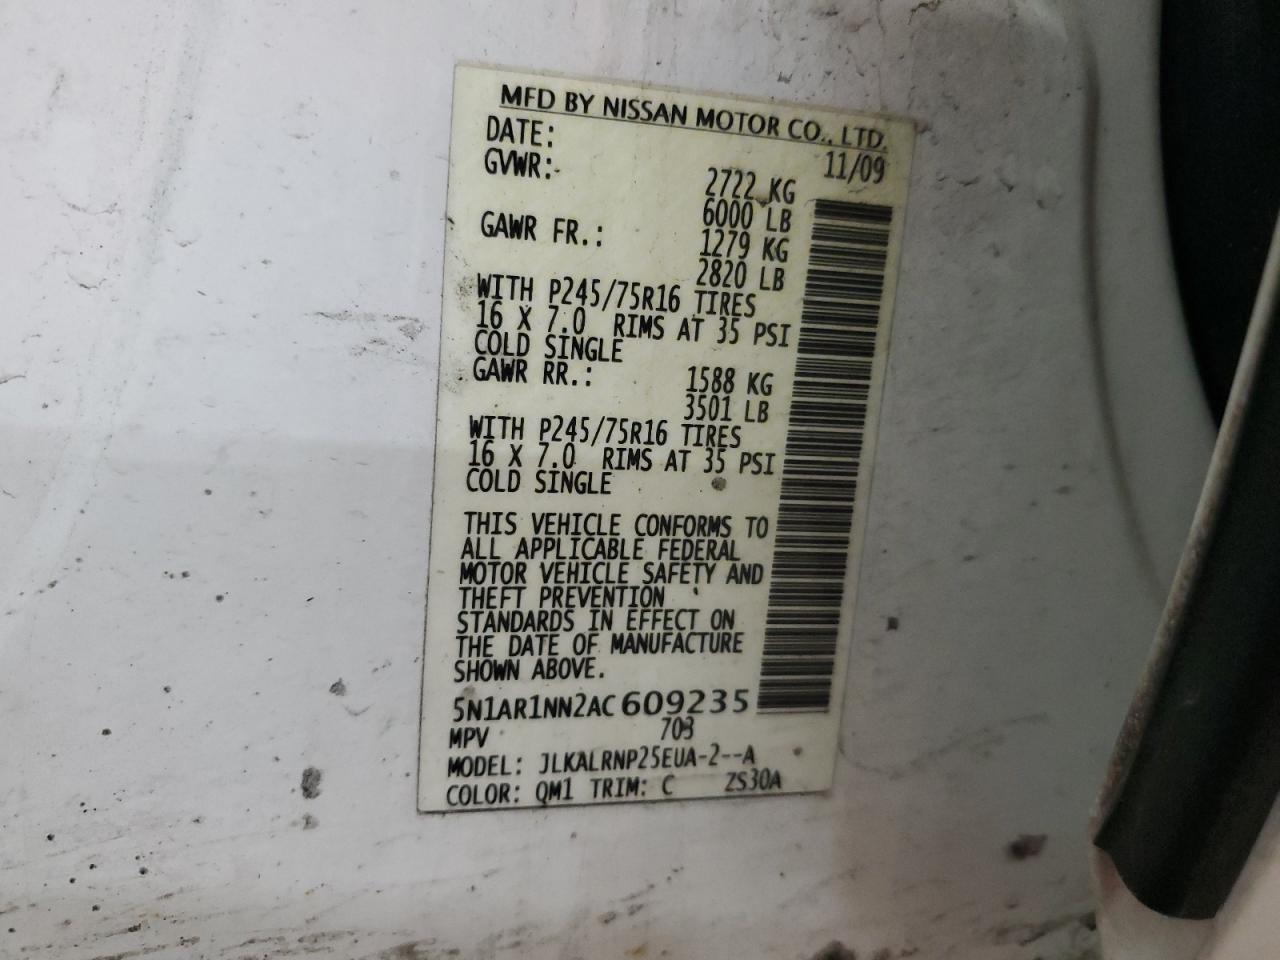 MFD BY NISSAN MOTOR CO., LTD.
DATE: 11/09
GVWR: 2722 KG
6000 LB
GAWR FR.: 1279 KG
2820 LB
WITH P245/75R16 TIRES
16 X 7.0 RIMS AT 35 PSI
COLD SINGLE
GAWR RR.: 1588 KG
3501 LB
WITH P245/75R16 TIRES
16 X 7.0 RIMS AT 35 PSI
COLD SINGLE
THIS VEHICLE CONFORMS TO
ALL APPLICABLE FEDERAL
MOTOR VEHICLE SAFETY AND
THEFT PREVENTION
STANDARDS IN EFFECT ON
THE DATE OF MANUFACTURE
SHOWN ABOVE.
5N1AR1NN2AC609235
MPV 703
MODEL: JLKALRNP25EUA-2--A
COLOR: QM1 TRIM: C ZS30A